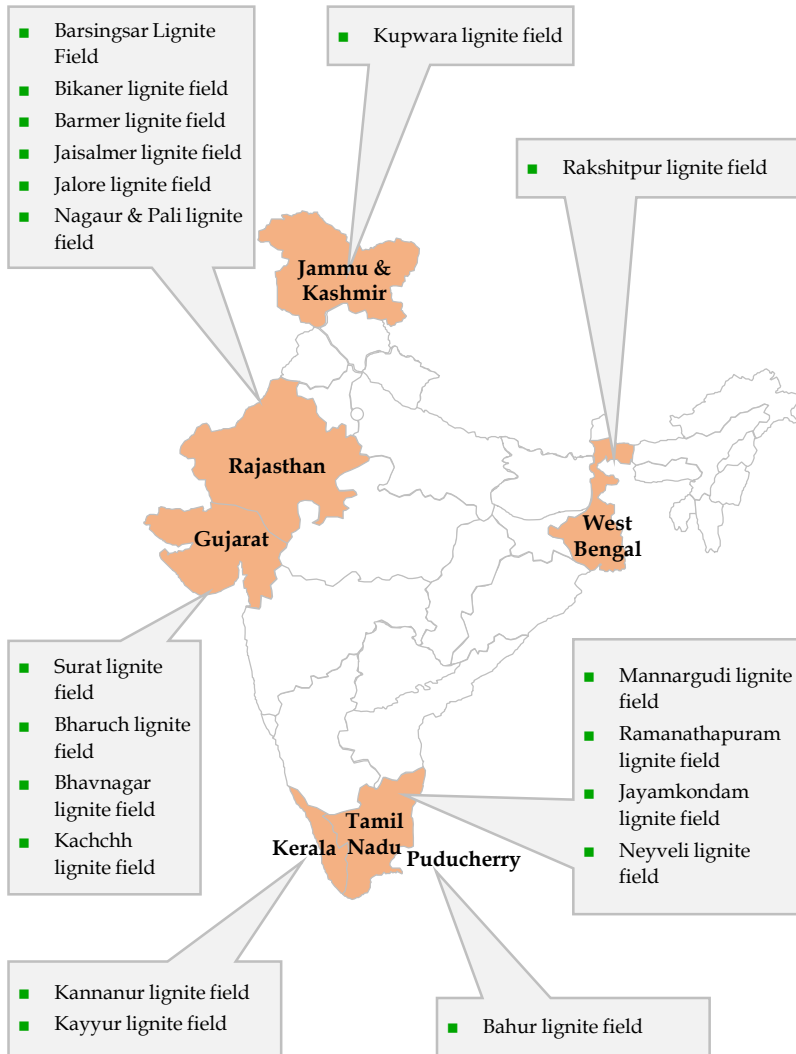 Barsingsar Lignite
Field
Bikaner lignite field
Barmer lignite field
Jaisalmer lignite field
Jalore lignite field
Nagaur & Pali lignite
field
Kupwara lignite field
Rakshitpur lignite field
Jammu &
Kashmir
Rajasthan
Gujarat
West
Bengal
Surat lignite
field
Bharuch lignite
field
Bhavnagar
lignite field
Kachchh
lignite field
Mannargudi lignite
field
Ramanathapuram
lignite field
Jayamkondam
lignite field
Neyveli lignite
field
Tamil
Nadu
Kerala
Puducherry
Kannanur lignite field
Kayyur lignite field
Bahur lignite field